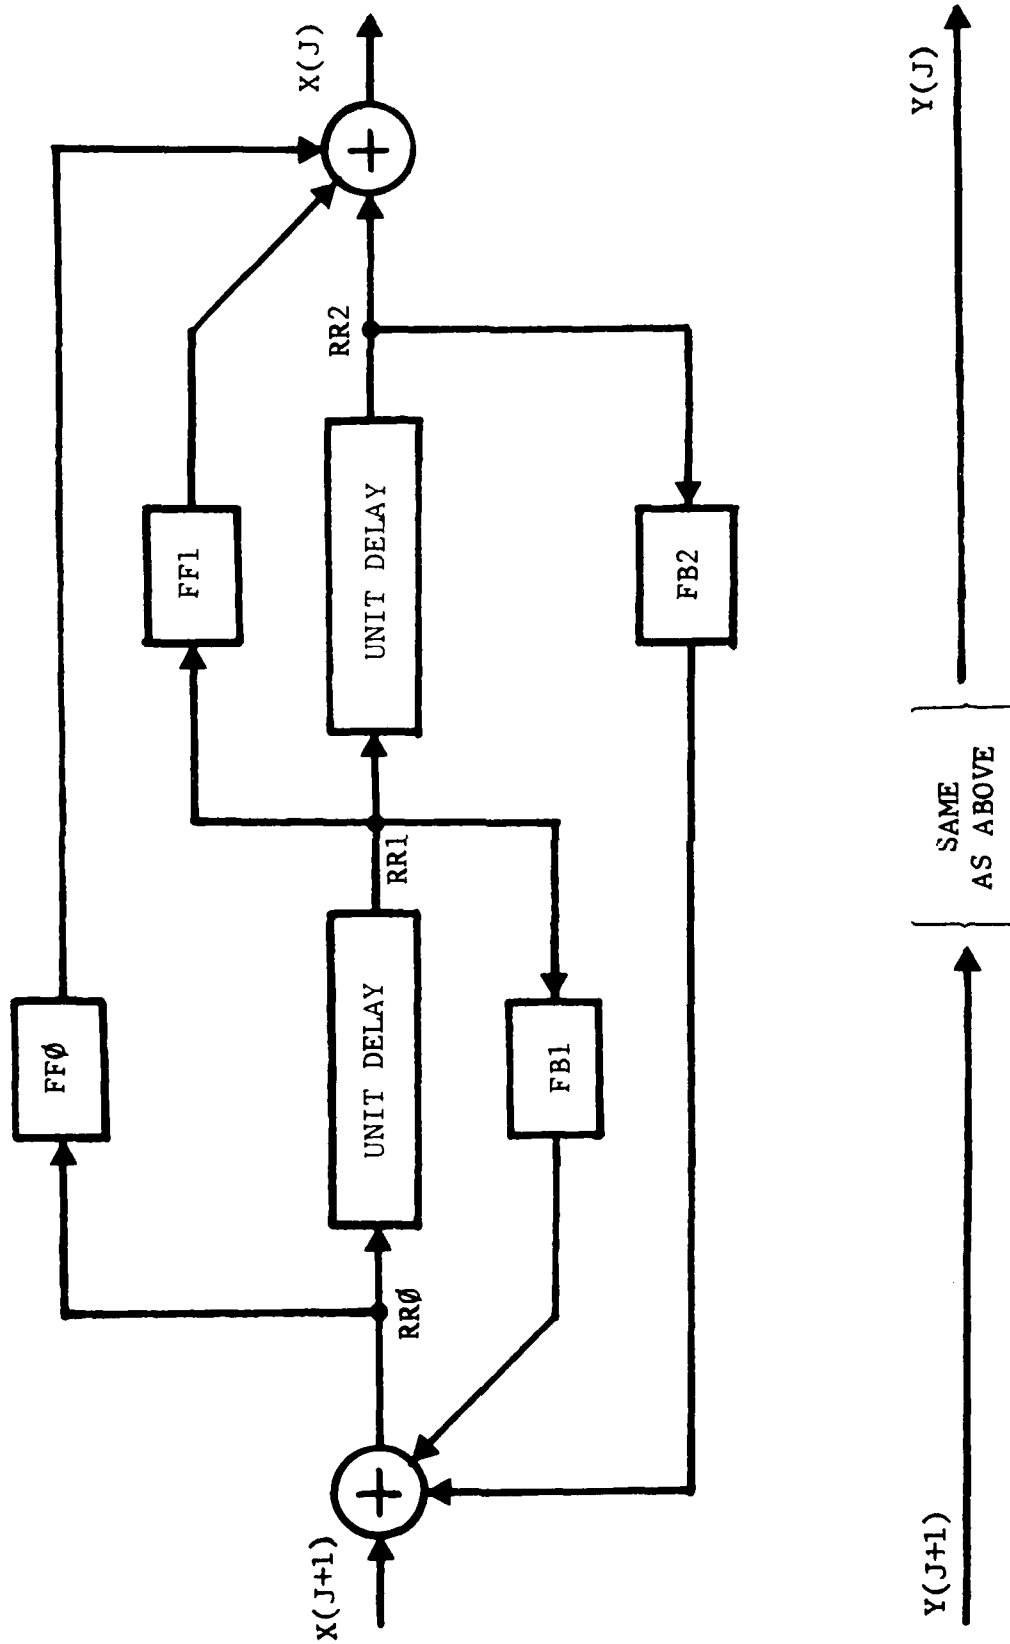 FFØ
FF1
X(J+1)
RRØ
UNIT DELAY
RR1
UNIT DELAY
RR2
X(J)
+
+
FB1
FB2
Y(J+1)
SAME
AS ABOVE
Y(J)